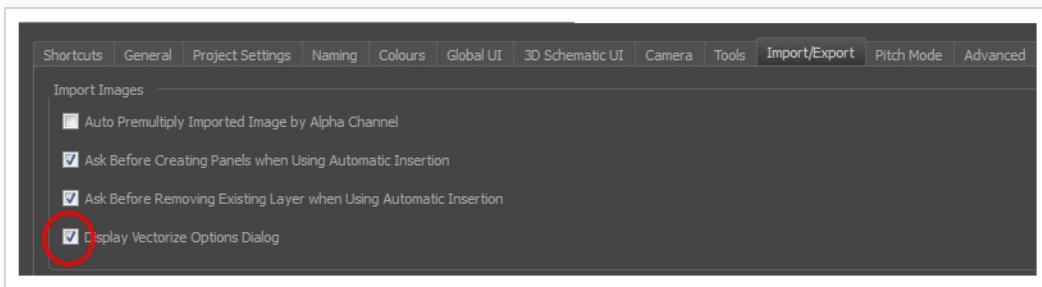 Shortcuts General Project Settings Naming Colours Global UI 3D Schematic UI Camera Tools Import/Export Pitch Mode Advanced
Import Images
Auto Premultiply Imported Image by Alpha Channel
Ask Before Creating Panels when Using Automatic Insertion
Ask Before Removing Existing Layer when Using Automatic Insertion
Display Vectorize Options Dialog